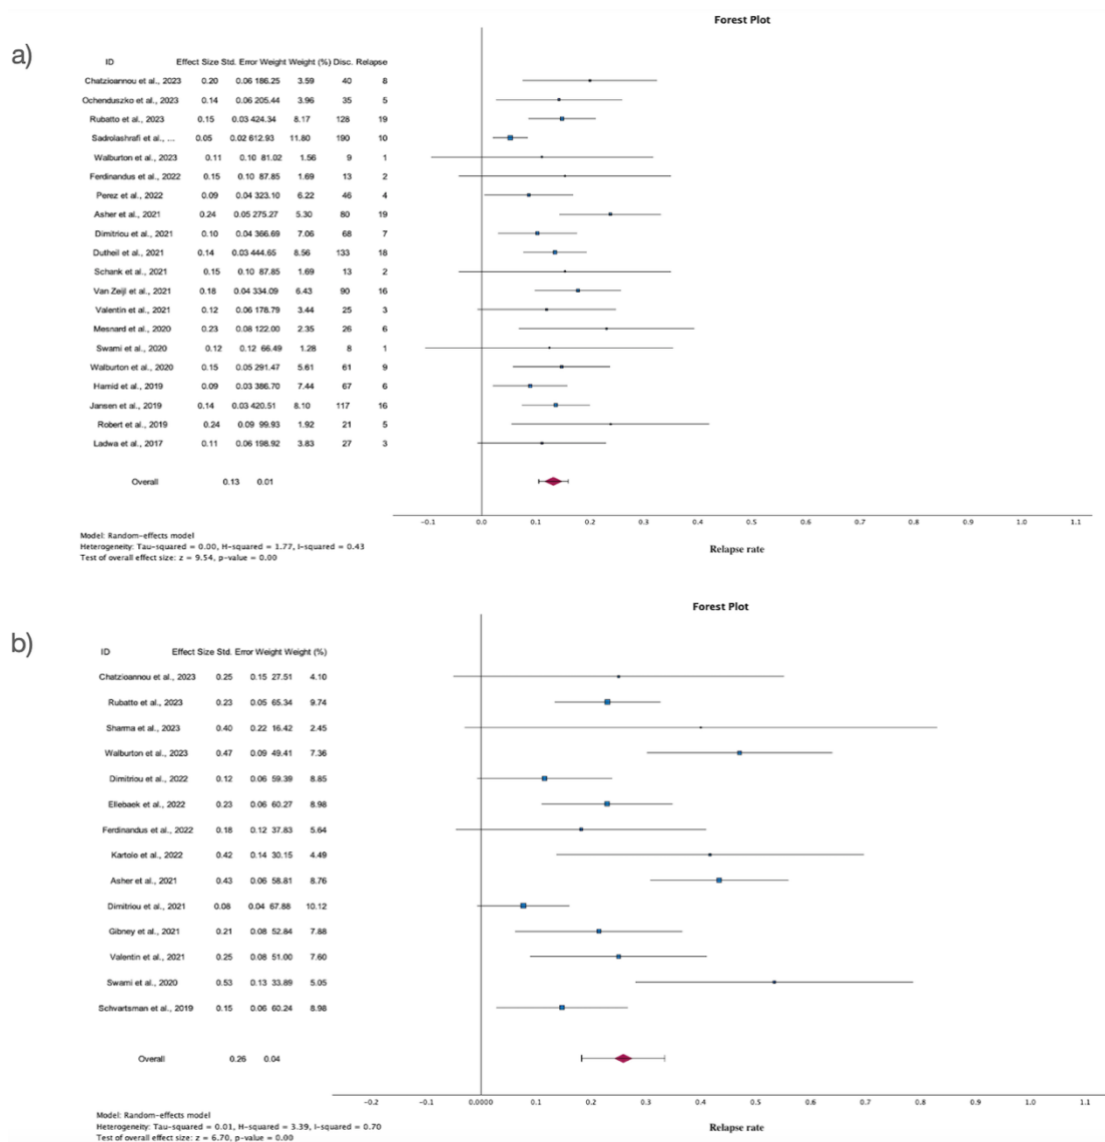 Forest Plot
a)
ID Effect Size Std. Error Weight Weight (%) Disc. Relapse
Chatzioannou et al., 2023 0.20 0.06 186.25 3.59 40 8
Ochenduszko et al., 2023 0.14 0.06 205.44 3.96 35 5
Rubatto et al., 2023 0.15 0.03 424.34 8.17 128 19
Sadrolashrafi et al., ... 0.05 0.02 612.93 11.80 190 10
Walburton et al., 2023 0.11 0.10 81.02 1.56 9 1
Ferdinandus et al., 2022 0.15 0.10 87.85 1.69 13 2
Perez et al., 2022 0.09 0.04 323.10 6.22 46 4
Asher et al., 2021 0.24 0.05 275.27 5.30 80 19
Dimitriou et al., 2021 0.10 0.04 366.69 7.06 68 7
Dutheil et al., 2021 0.14 0.03 444.65 8.56 133 18
Schank et al., 2021 0.15 0.10 87.85 1.69 13 2
Van Zeijl et al., 2021 0.18 0.04 334.09 6.43 90 16
Valentin et al., 2021 0.12 0.06 178.79 3.44 25 3
Mesnard et al., 2020 0.23 0.08 122.00 2.35 26 6
Swami et al., 2020 0.12 0.12 66.49 1.28 8 1
Walburton et al., 2020 0.15 0.05 291.47 5.61 61 9
Hamid et al., 2019 0.09 0.03 386.70 7.44 67 6
Jansen et al., 2019 0.14 0.03 420.51 8.10 117 16
Robert et al., 2019 0.24 0.09 99.93 1.92 21 5
Ladwa et al., 2017 0.11 0.06 198.92 3.83 27 3
Overall 0.13 0.01
-0.1 0.0 0.1 0.2 0.3 0.4 0.5 0.6 0.7 0.8 0.9 1.0 1.1
Model: Random-effects model
Heterogeneity: Tau-squared = 0.00, H-squared = 1.77, I-squared = 0.43
Test of overall effect size: z = 9.54, p-value = 0.00
Relapse rate
Forest Plot
b)
ID Effect Size Std. Error Weight Weight (%)
Chatzioannou et al., 2023 0.25 0.15 27.51 4.10
Rubatto et al., 2023 0.23 0.05 65.34 9.74
Sharma et al., 2023 0.40 0.22 16.42 2.45
Walburton et al., 2023 0.47 0.09 49.41 7.36
Dimitriou et al., 2022 0.12 0.06 59.39 8.85
Ellebaek et al., 2022 0.23 0.06 60.27 8.98
Ferdinandus et al., 2022 0.18 0.12 37.83 5.64
Kartolo et al., 2022 0.42 0.14 30.15 4.49
Asher et al., 2021 0.43 0.06 58.81 8.76
Dimitriou et al., 2021 0.08 0.04 67.88 10.12
Gibney et al., 2021 0.21 0.08 52.84 7.88
Valentin et al., 2021 0.25 0.08 51.00 7.60
Swami et al., 2020 0.53 0.13 33.89 5.05
Schvartsman et al., 2019 0.15 0.06 60.24 8.98
Overall 0.26 0.04
-0.2 0.1 0.0000 0.1 0.2 0.3 0.4 0.5 0.6 0.7 0.8 0.9 1.0 1.1
Model: Random-effects model
Heterogeneity: Tau-squared = 0.01, H-squared = 3.39, I-squared = 0.70
Test of overall effect size: z = 6.70, p-value = 0.00
Relapse rate